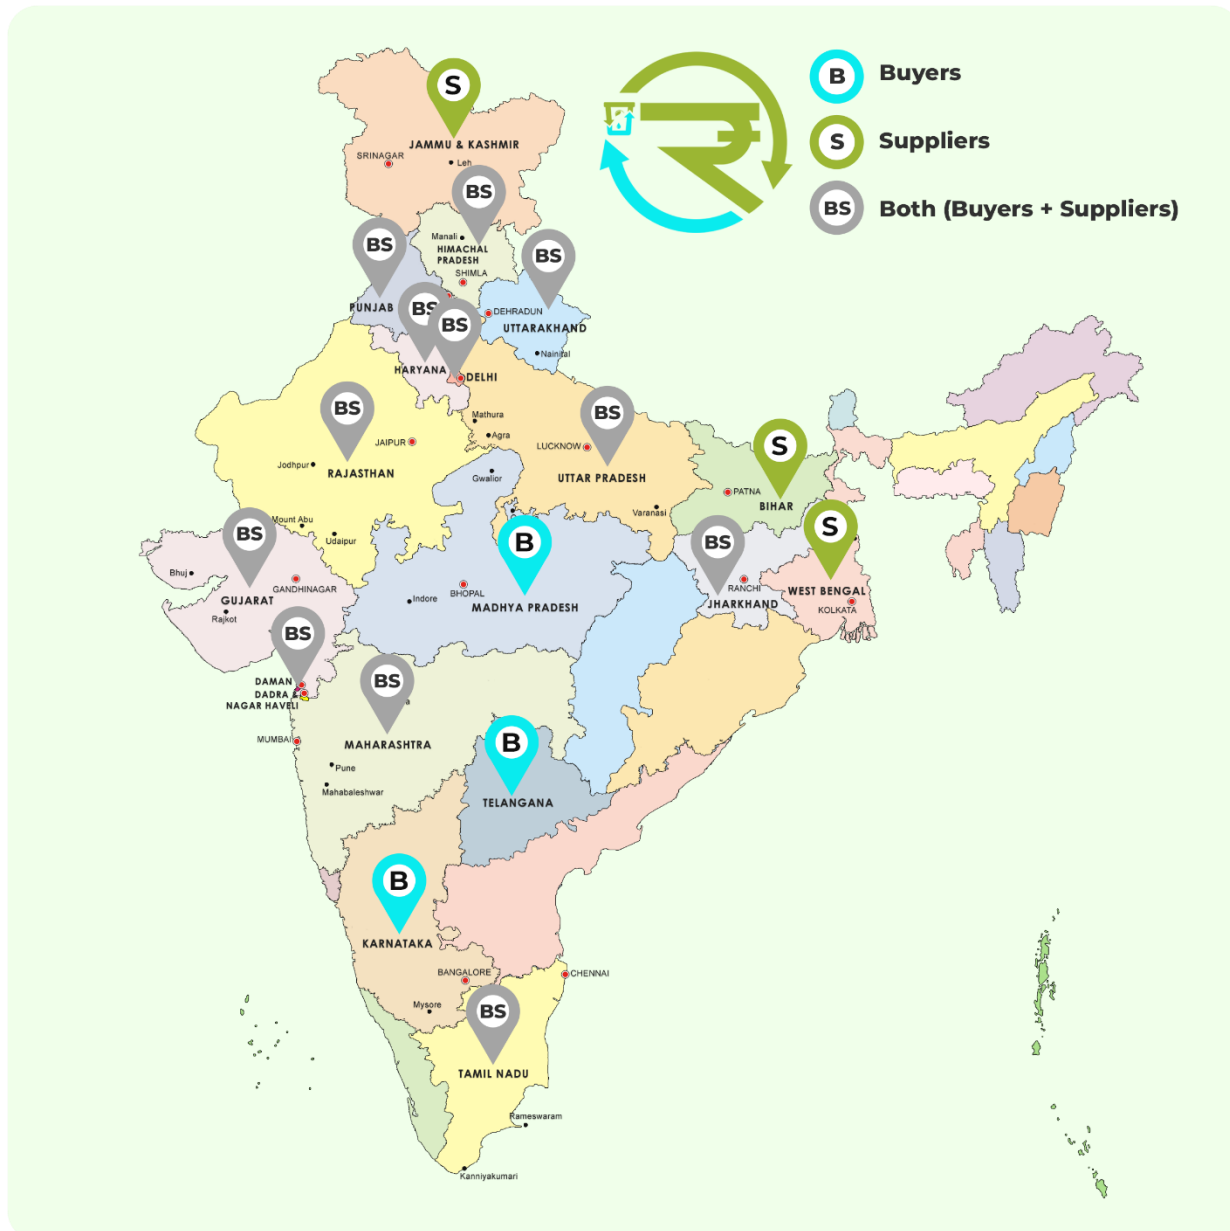 B
Buyers
S
Suppliers
BS
Both (Buyers + Suppliers)
S
JAMMU & KASHMIR
SRINAGAR
Leh
BS
Manali
HIMACHAL
PRADESH
SHIMLA
BS
PUNJAB
BS
DEHRADUN
UTTARAKHAND
Nainital
BS
HARYANA
BS
DELHI
Mathura
Agra
BS
JAIPUR
Jodhpur
RAJASTHAN
Mount Abu
Udaipur
BS
LUCKNOW
UTTAR PRADESH
Varanasi
Gwalior
S
PATNA
BIHAR
BS
Bhuj
GANDHINAGAR
GUJARAT
Rajkot
B
Indore
BHOPAL
MADHYA PRADESH
BS
RANCHI
JHARKHAND
S
WEST BENGAL
KOLKATA
BS
DAMAN
DADRA &
NAGAR HAVELI
BS
MUMBAI
MAHARASHTRA
Pune
Mahabaleshwar
B
TELANGANA
B
KARNATAKA
BANGALORE
Mysore
CHENNAI
BS
TAMIL NADU
Rameswaram
Kanniyakumari